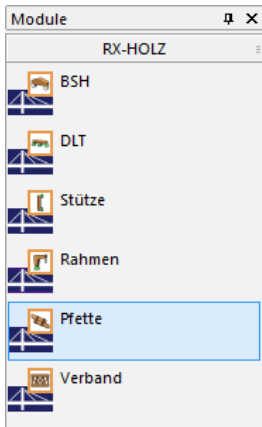 Module
RX-HOLZ
BSH
DLT
Stütze
Rahmen
Pfette
Verband